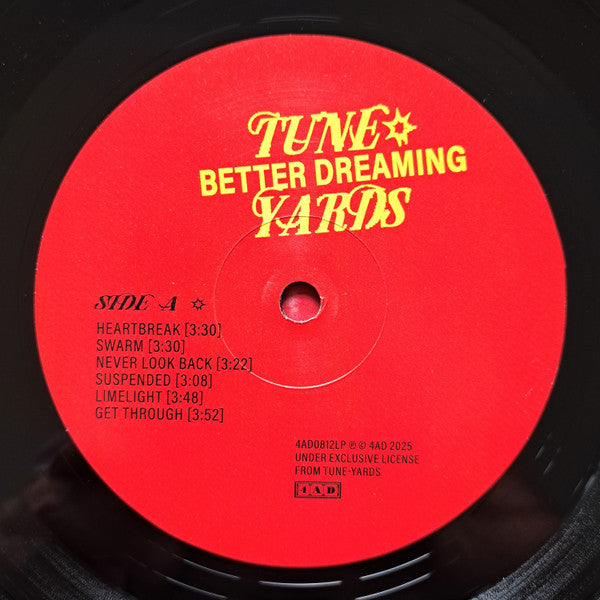 TUNE
BETTER DREAMING
YARDS
SIDE A
HEARTBREAK [3:30]
SWARM [3:30]
NEVER LOOK BACK [3:22]
SUSPENDED [3:08]
LIMELIGHT [3:48]
GET THROUGH [3:52]
4AD0812LP ℗ © 4AD 2025
UNDER EXCLUSIVE LICENSE
FROM TUNE-YARDS
4AD